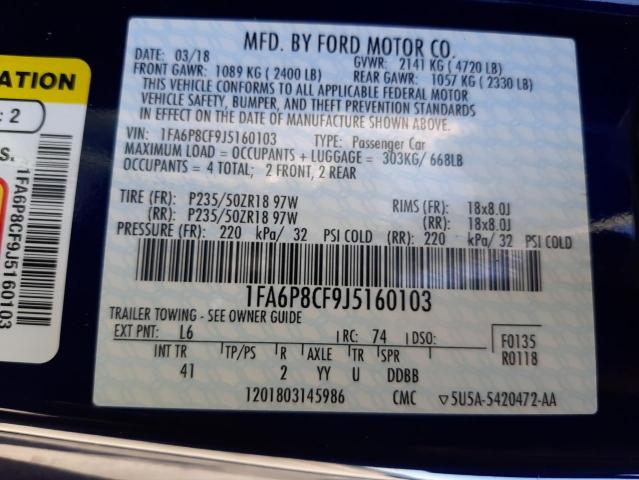 MFD. BY FORD MOTOR CO.
DATE: 03/18 GVWR: 2141 KG ( 4720 LB)
FRONT GAWR: 1089 KG ( 2400 LB) REAR GAWR: 1057 KG ( 2330 LB)
THIS VEHICLE CONFORMS TO ALL APPLICABLE FEDERAL MOTOR
VEHICLE SAFETY, BUMPER, AND THEFT PREVENTION STANDARDS
IN EFFECT ON THE DATE OF MANUFACTURE SHOWN ABOVE.
VIN: 1FA6P8CF9J5160103 TYPE: Passenger Car
MAXIMUM LOAD = OCCUPANTS + LUGGAGE = 303KG/ 668LB
OCCUPANTS = 4 TOTAL; 2 FRONT, 2 REAR
TIRE (FR): P235/50ZR18 97W RIMS (FR): 18x8.0J
(RR): P235/50ZR18 97W (RR): 18x8.0J
PRESSURE (FR): 220 kPa/ 32 PSI COLD (RR): 220 kPa/ 32 PSI COLD
1FA6P8CF9J5160103
TRAILER TOWING - SEE OWNER GUIDE
EXT PNT: L6 RC: 74 DSO: F0135
R0118
INT TR TP/PS R AXLE TR SPR
41 2 YY U DDBB
1201803145986 CMC ▽5U5A-5420472-AA
ATION
: 2
S.
1FA6P8CF9J5160103